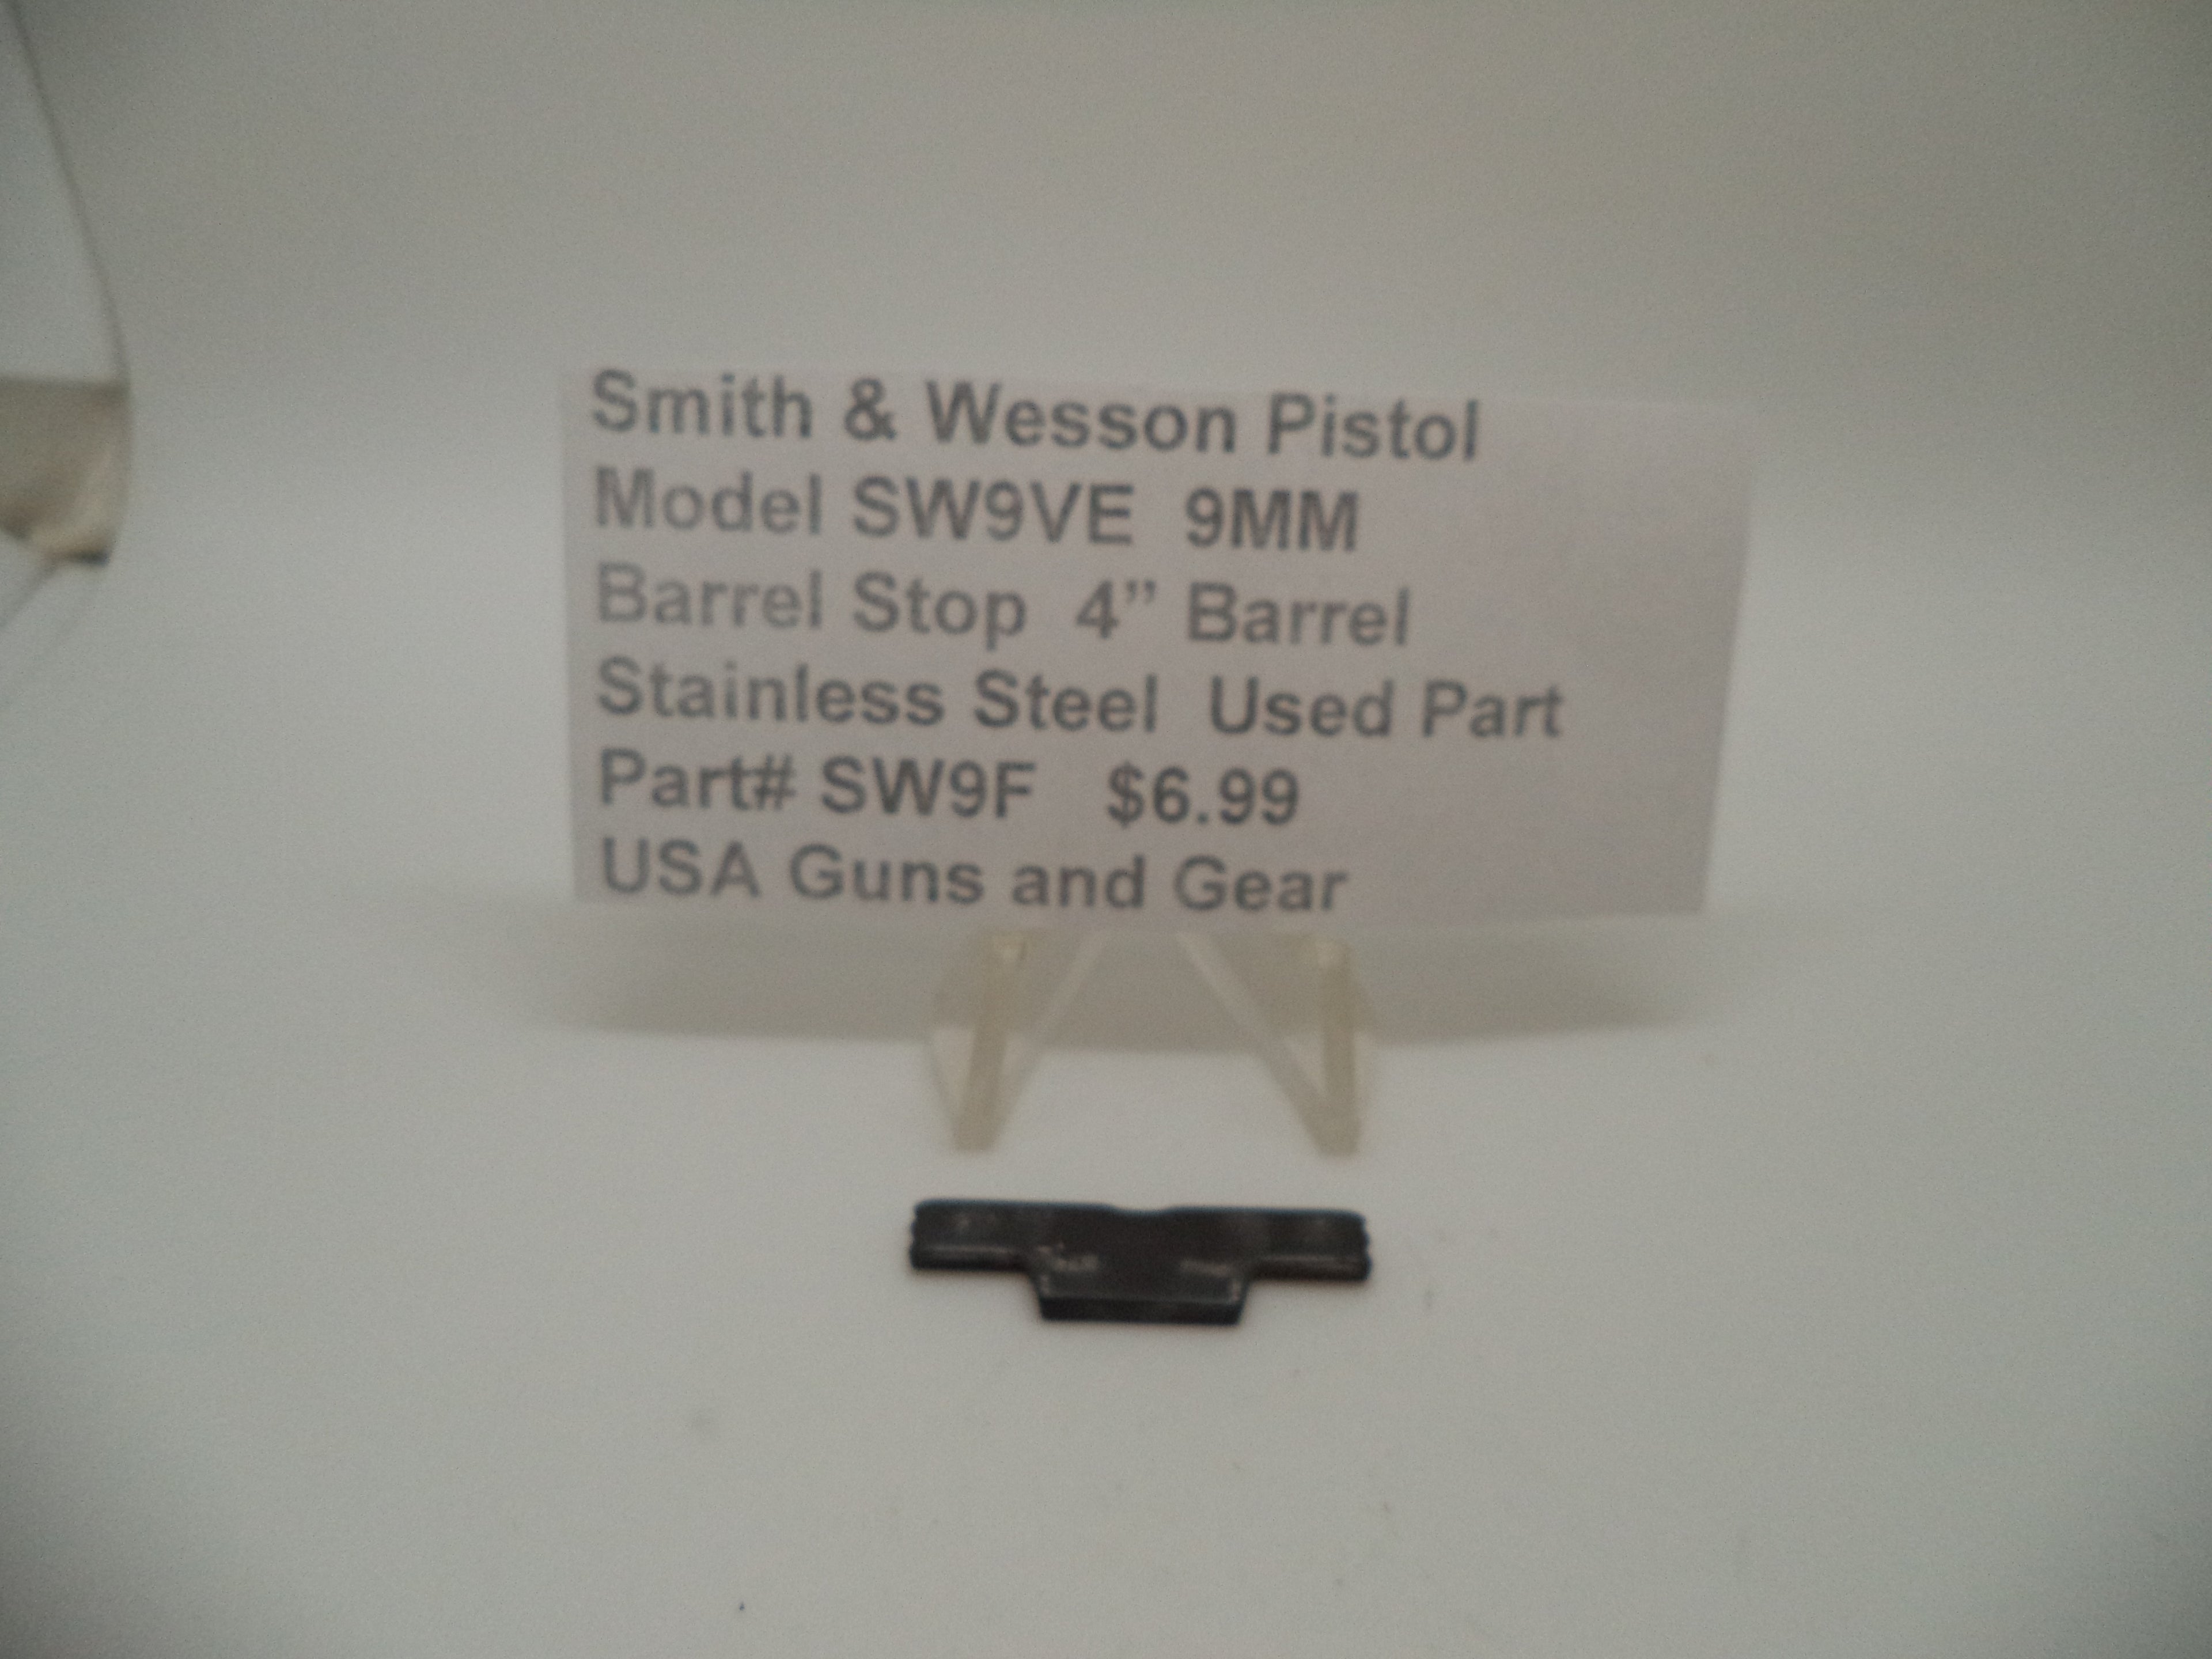 Smith & Wesson Pistol
Model SW9VE 9MM
Barrel Stop 4” Barrel
Stainless Steel Used Part
Part# SW9F $6.99
USA Guns and Gear